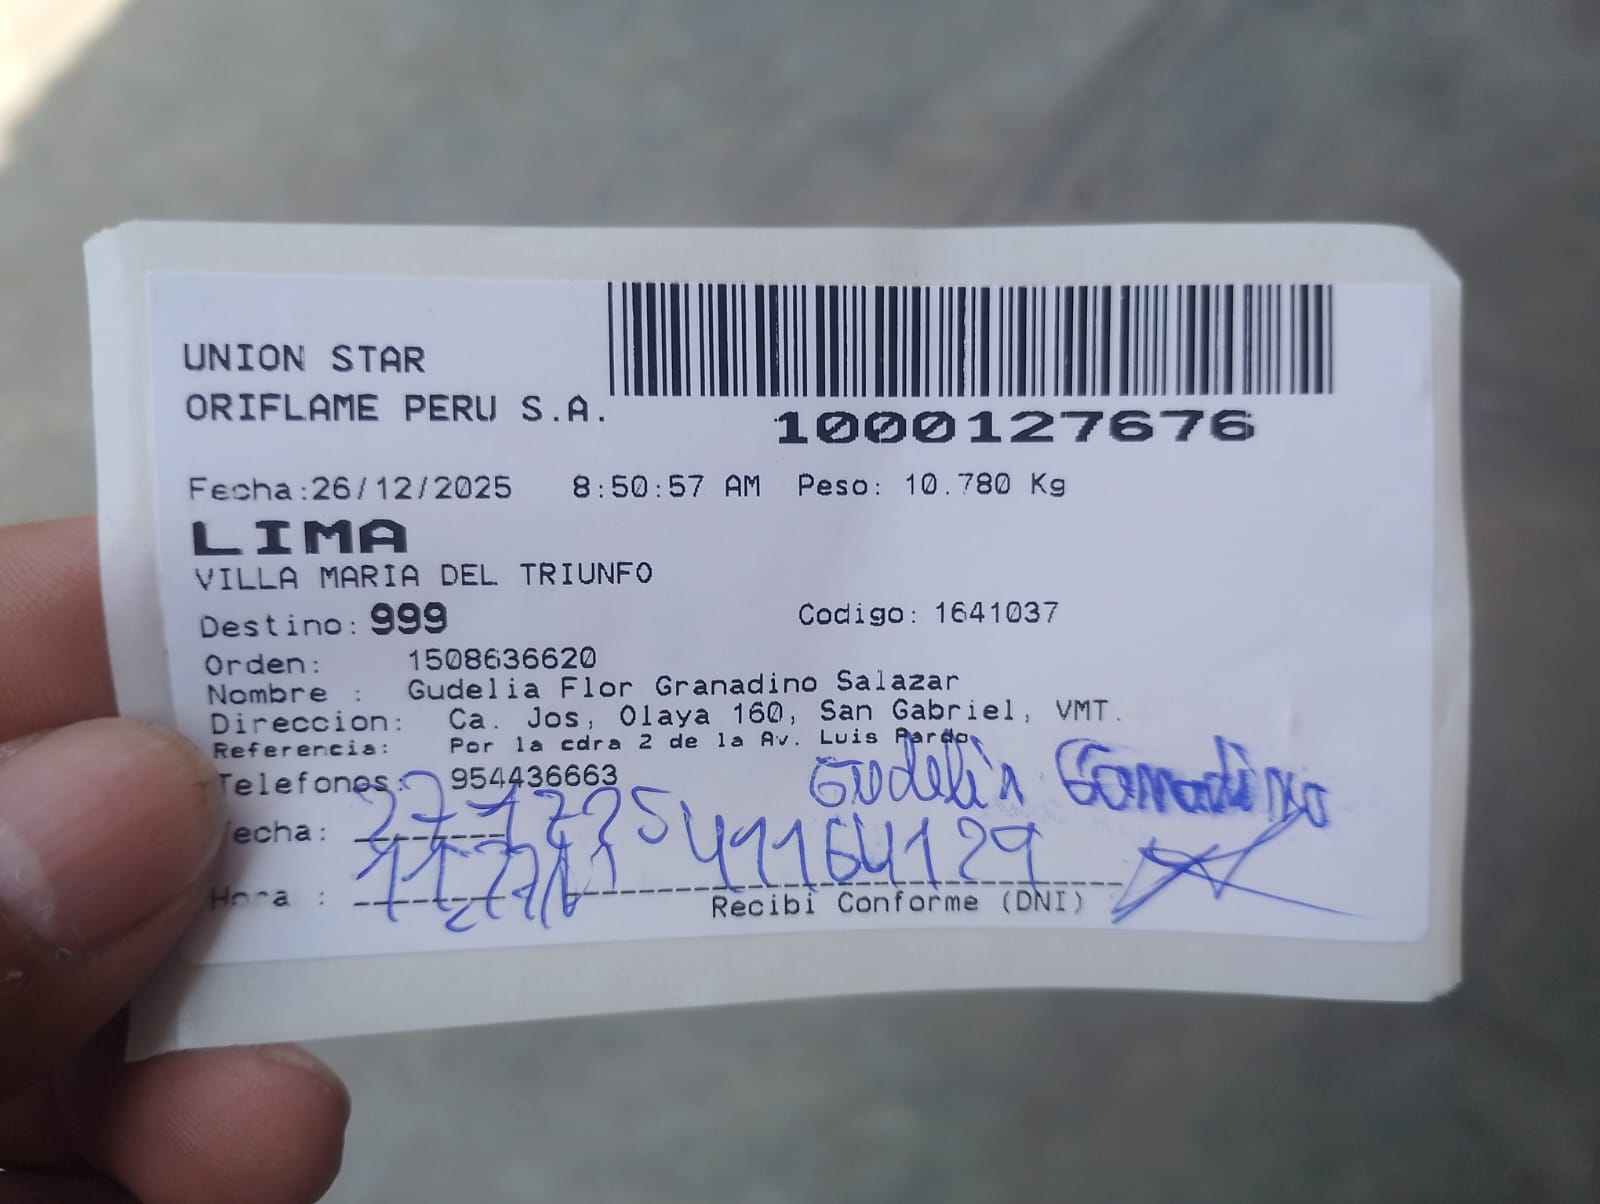 UNION STAR
ORIFLAME PERU S.A.
1000127676
Fecha:26/12/2025 8:50:57 AM Peso: 10.780 Kg
LIMA
VILLA MARIA DEL TRIUNFO
Destino: 999 Codigo: 1641037
Orden: 1508636620
Nombre : Gudelia Flor Granadino Salazar
Direccion: Ca. Jos, Olaya 160, San Gabriel, VMT.
Referencia: Por la cdra 2 de la Av. Luis Pardo
Telefonos: 954436663
Gudelia Granadino
echa:
41164129
Hora :
Recibi Conforme (DNI)